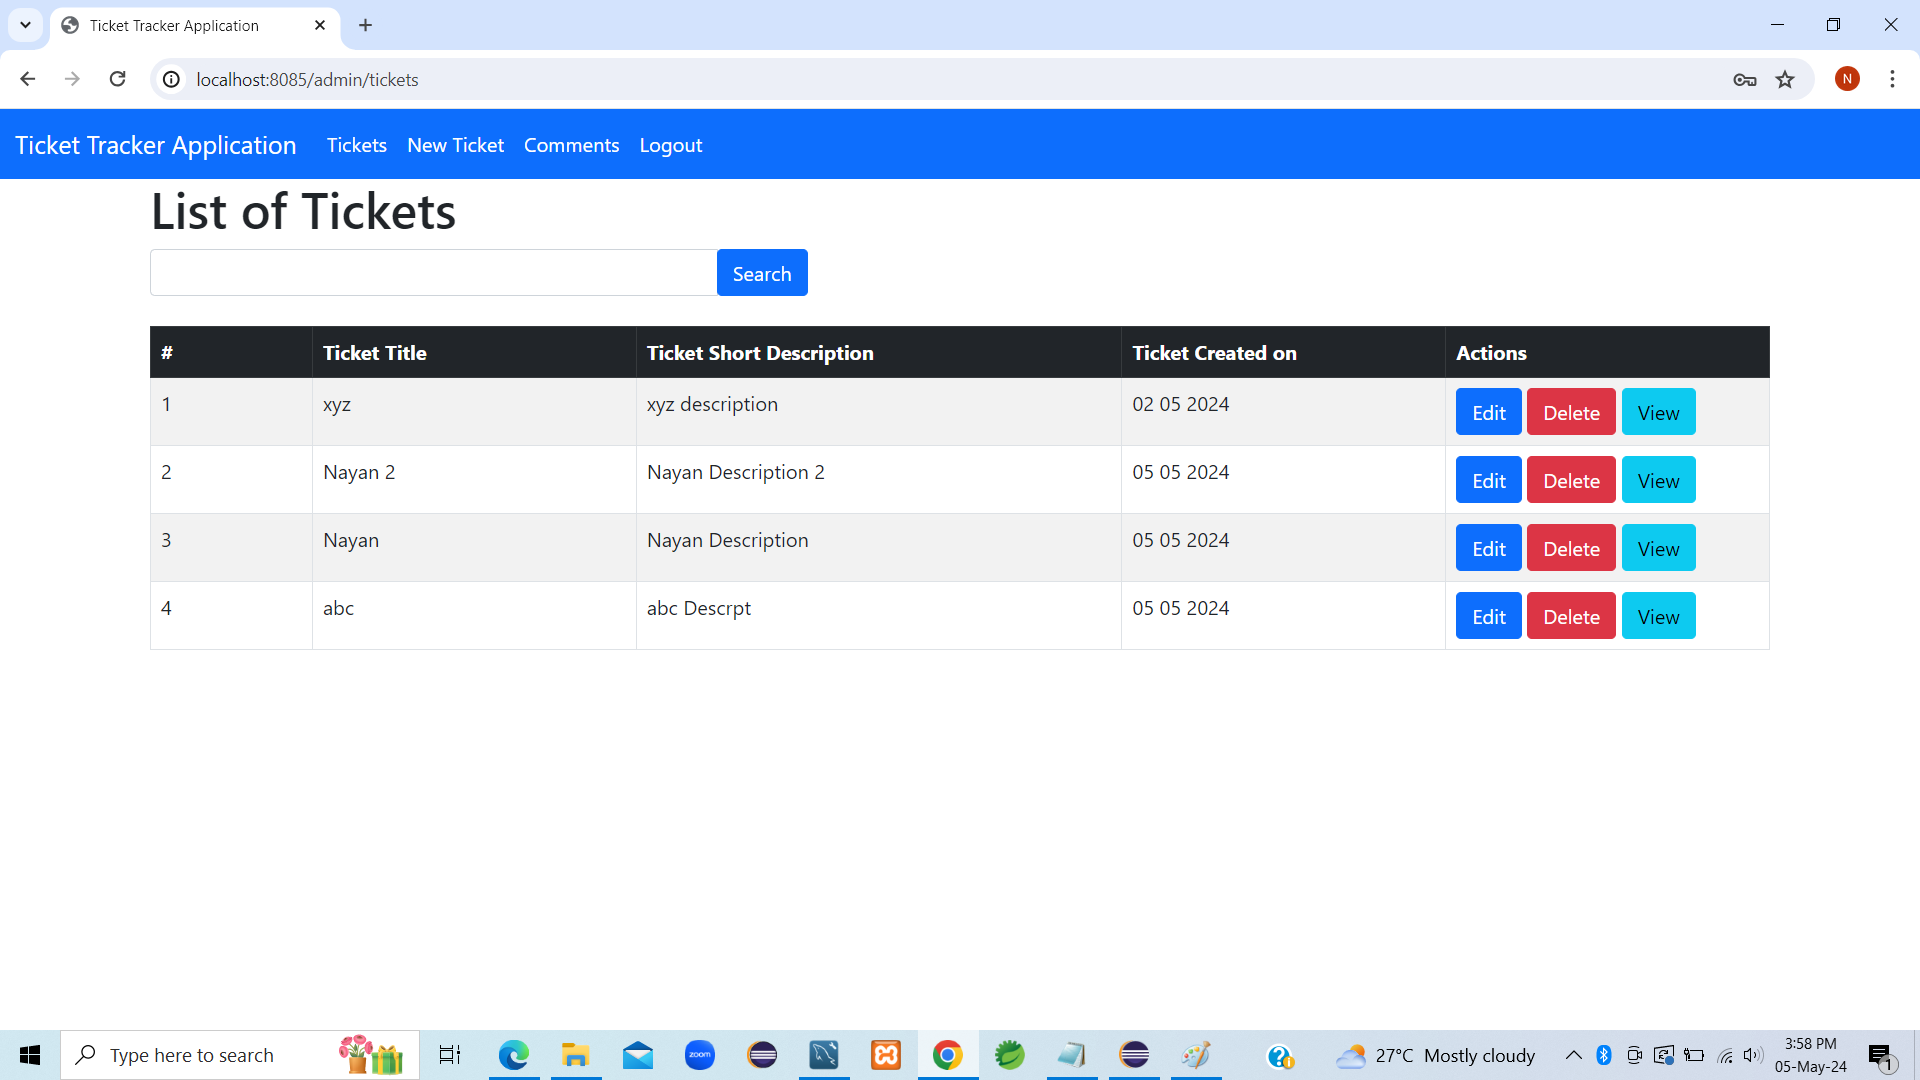 Ticket Tracker Application
localhost:8085/admin/tickets
N
Ticket Tracker Application Tickets New Ticket Comments Logout
List of Tickets
Search
# Ticket Title Ticket Short Description Ticket Created on Actions
1 xyz xyz description 02 05 2024 Edit Delete View
2 Nayan 2 Nayan Description 2 05 05 2024 Edit Delete View
3 Nayan Nayan Description 05 05 2024 Edit Delete View
4 abc abc Descrpt 05 05 2024 Edit Delete View
Type here to search
zoom
27°C Mostly cloudy
3:58 PM
05-May-24
1